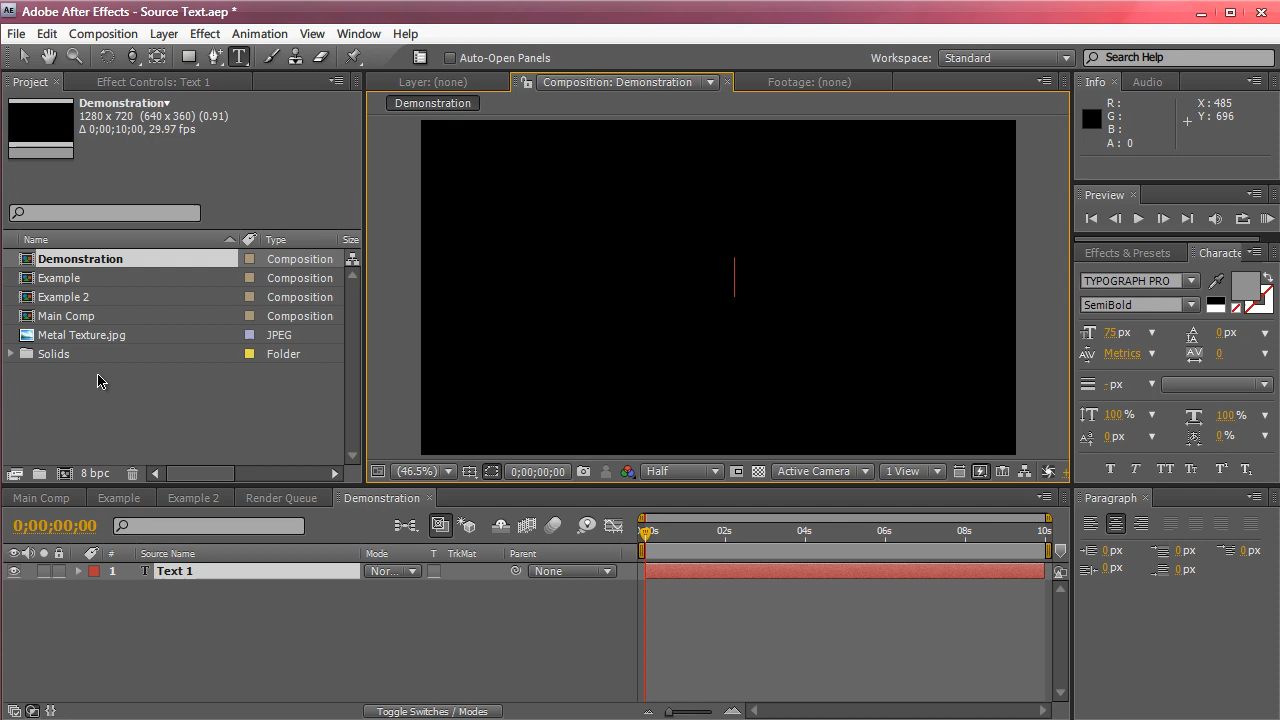 Adobe After Effects - Source Text.aep *
File Edit Composition Layer Effect Animation View Window Help
Auto-Open Panels Workspace: Standard Search Help
Project Effect Controls: Text 1
Demonstration▾
1280 x 720 (640 x 360) (0.91)
Δ 0;00;10;00, 29.97 fps
Name Type Size
Demonstration Composition
Example Composition
Example 2 Composition
Main Comp Composition
Metal Texture.jpg JPEG
Solids Folder
8 bpc
Layer: (none) Composition: Demonstration Footage: (none)
Demonstration
(46.5%) 0;00;00;00 Half Active Camera 1 View
Info Audio
R : X : 485
G : Y : 696
B :
A : 0
Preview
Effects & Presets Characte
TYPOGRAPH PRO
SemiBold
75 px 0 px
Metrics 0
- px
100 % 100 %
0 px 0 %
T T TT Tr T¹ T₁
Main Comp Example Example 2 Render Queue Demonstration
0;00;00;00
02s 04s 06s 08s 10s
# Source Name Mode T TrkMat Parent
1 T Text 1 Nor... None
Toggle Switches / Modes
Paragraph
0 px 0 px 0 px
0 px 0 px